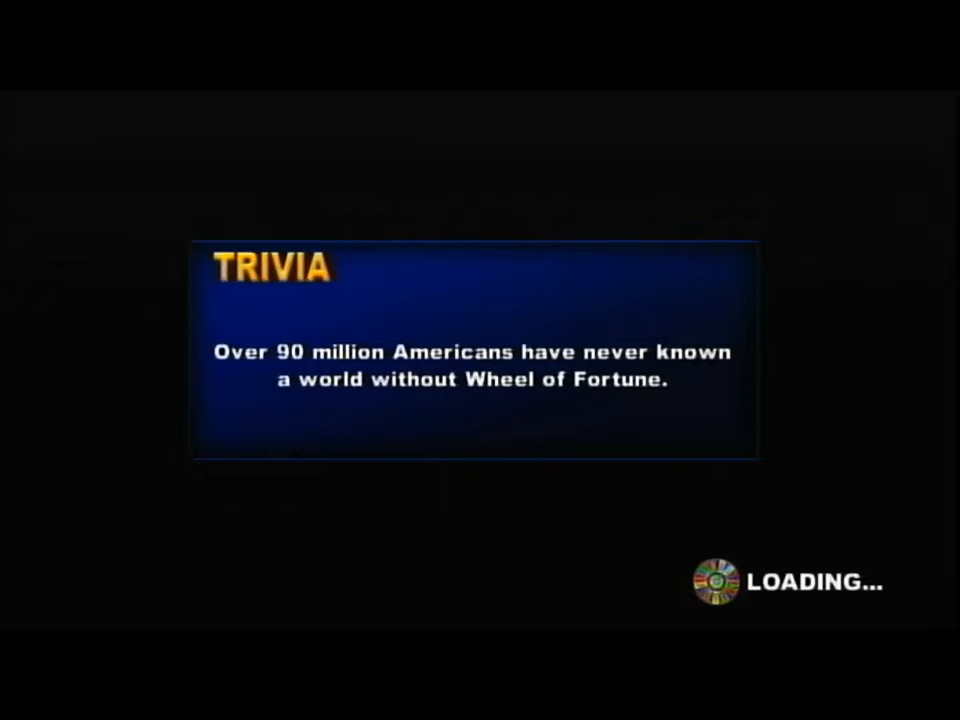 TRIVIA
Over 90 million Americans have never known
a world without Wheel of Fortune.
LOADING...